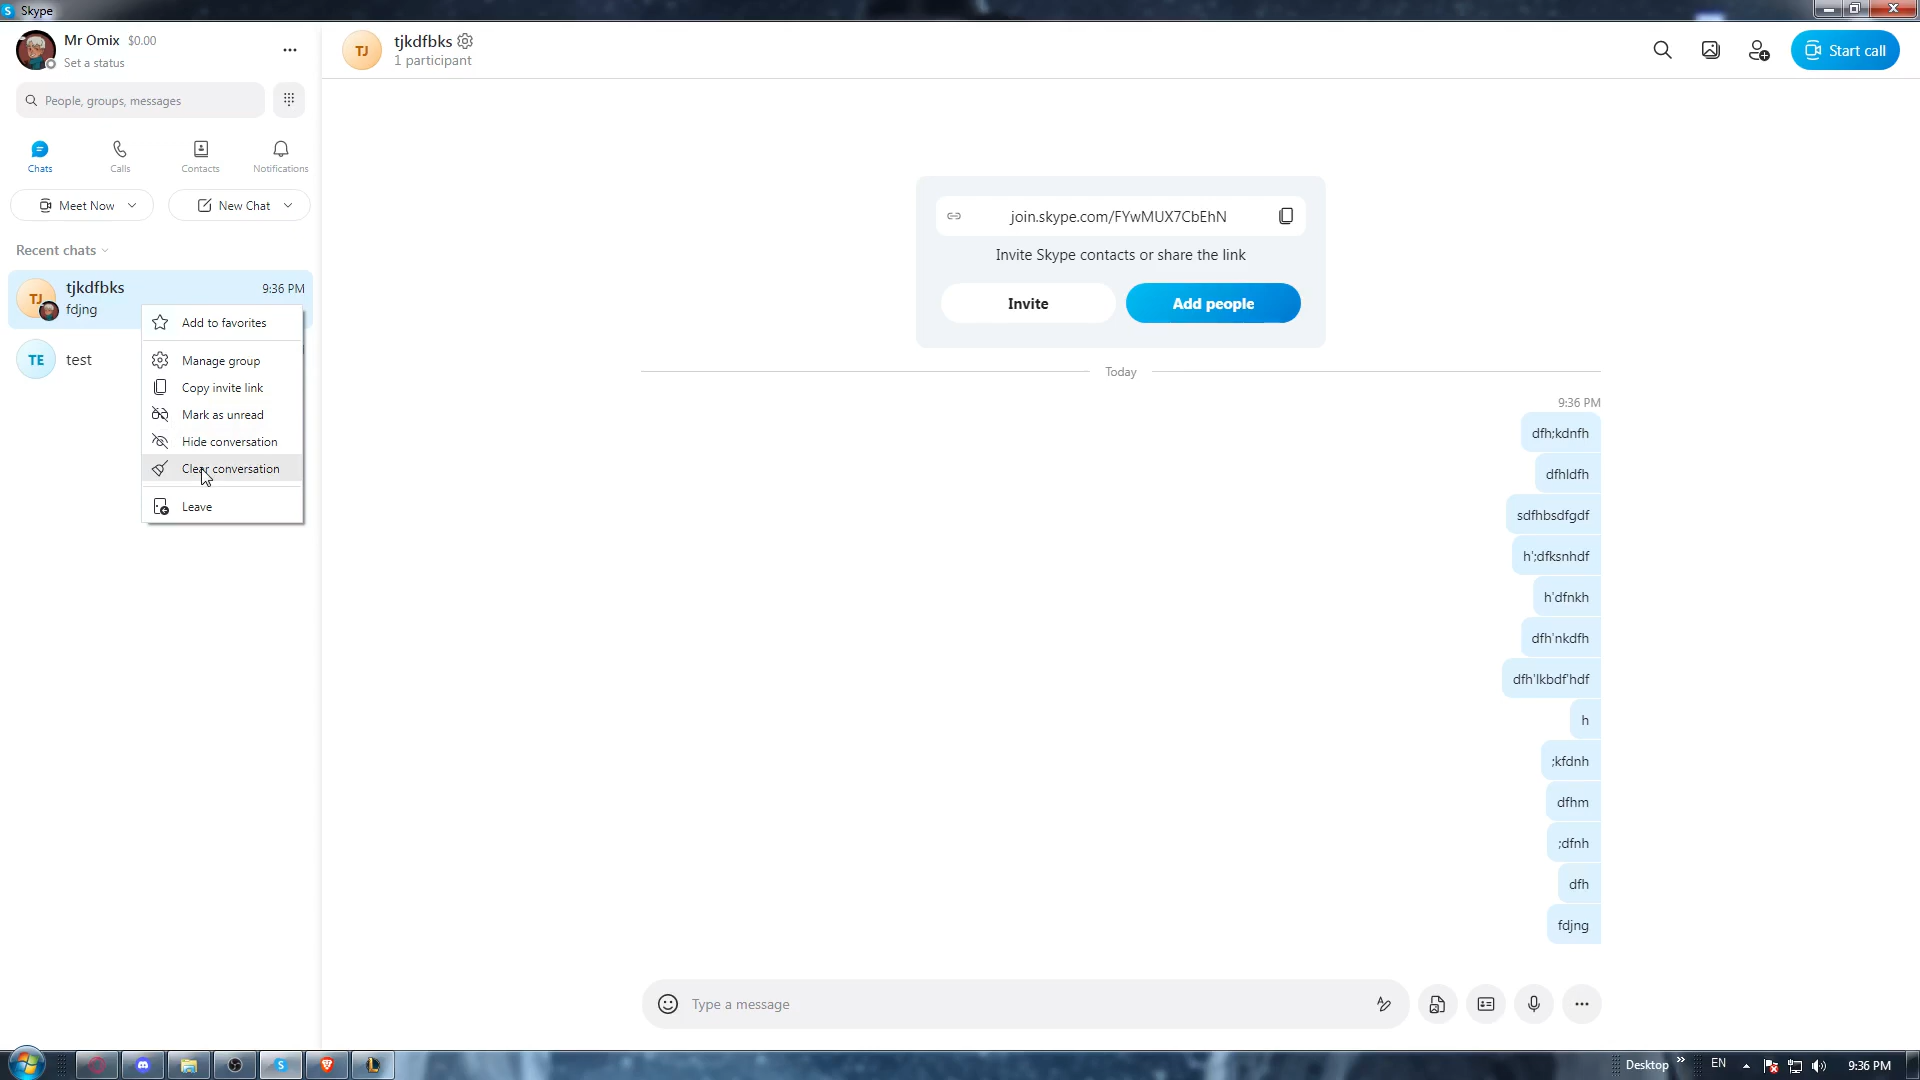 Skype
Mr Omix $0.00
Set a status
People, groups, messages
Chats
Calls
Contacts
Notifications
Meet Now
New Chat
Recent chats
TJ
tjkdfbks
9:36 PM
fdjng
TE
test
Add to favorites
Manage group
Copy invite link
Mark as unread
Hide conversation
Clear conversation
Leave
TJ
tjkdfbks
1 participant
Start call
join.skype.com/FYwMUX7CbEhN
Invite Skype contacts or share the link
Invite
Add people
Today
9:36 PM
dfh;kdnfh
dfhldfh
sdfhbsdfgdf
h';dfksnhdf
h'dfnkh
dfh'nkdfh
dfh'lkbdf'hdf
h
;kfdnh
dfhm
;dfnh
dfh
fdjng
Type a message
Desktop
EN
9:36 PM